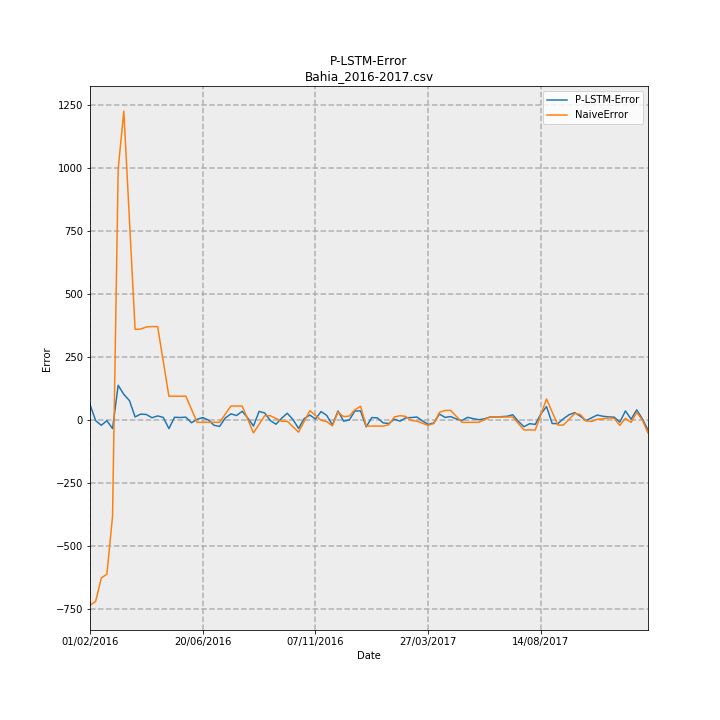 P-LSTM-Error
Bahia_2016-2017.csv
P-LSTM-Error
NaiveError
1250
1000
750
500
250
0
−250
−500
−750
Error
01/02/2016 20/06/2016 07/11/2016 27/03/2017 14/08/2017
Date